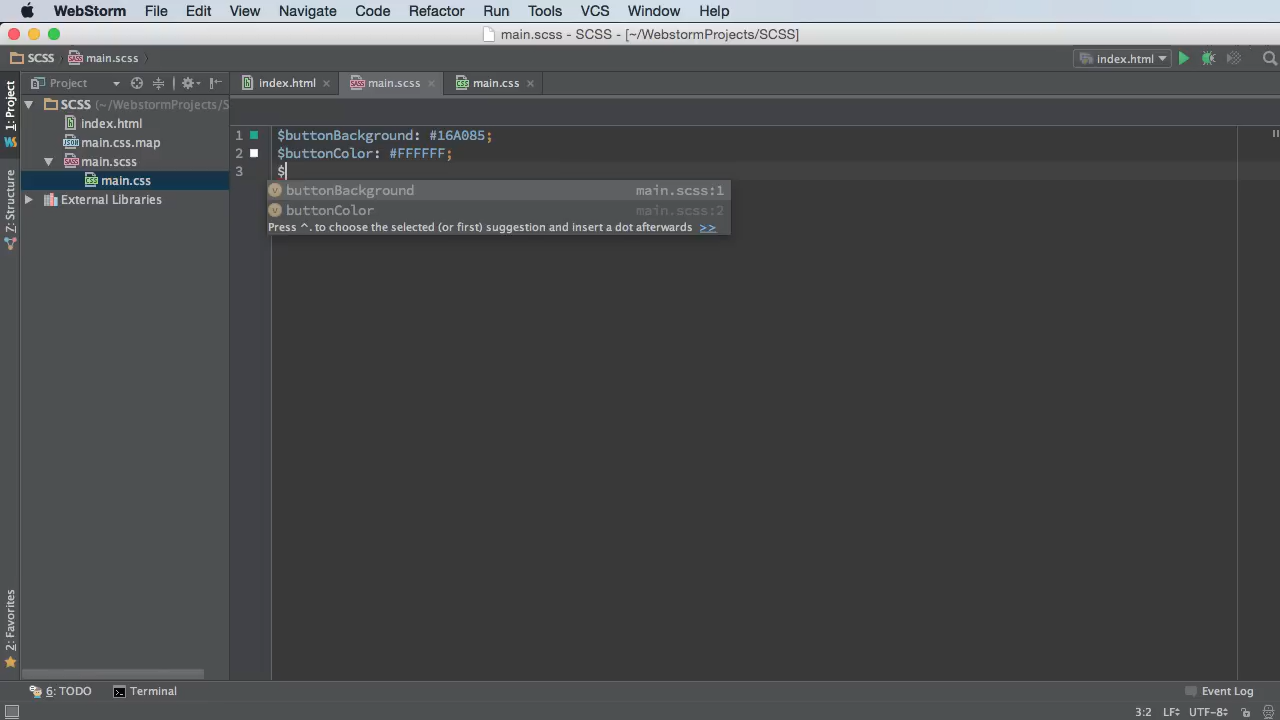 WebStorm File Edit View Navigate Code Refactor Run Tools VCS Window Help
main.scss - SCSS - [~/WebstormProjects/SCSS]
SCSS main.scss index.html
1: Project
Z: Structure
2: Favorites
Project
SCSS (~/WebstormProjects/S
index.html
main.css.map
main.scss
main.css
External Libraries
index.html main.scss main.css
1 $buttonBackground: #16A085;
2 $buttonColor: #FFFFFF;
3 $
buttonBackground main.scss:1
buttonColor main.scss:2
Press ^. to choose the selected (or first) suggestion and insert a dot afterwards >>
6: TODO Terminal Event Log
3:2 LF UTF-8